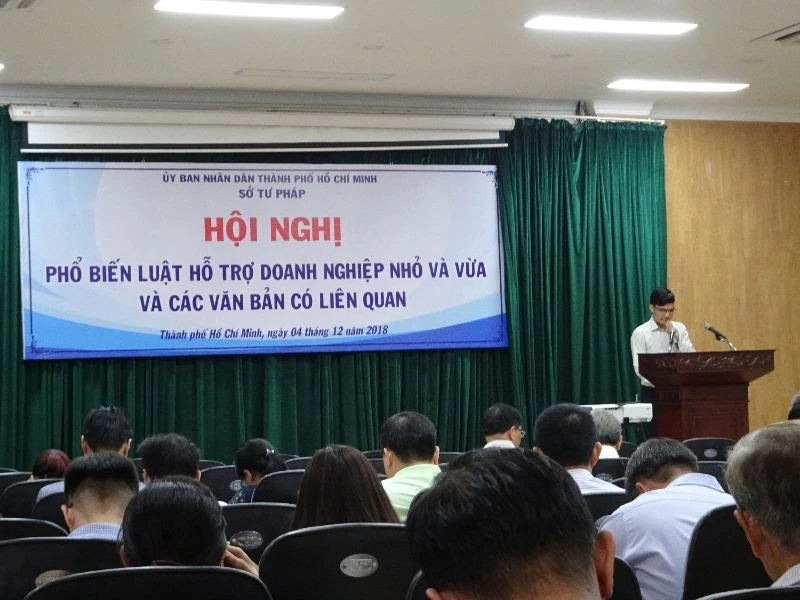 ỦY BAN NHÂN DÂN THÀNH PHỐ HỒ CHÍ MINH
SỞ TƯ PHÁP
HỘI NGHỊ
PHỔ BIẾN LUẬT HỖ TRỢ DOANH NGHIỆP NHỎ VÀ VỪA
VÀ CÁC VĂN BẢN CÓ LIÊN QUAN
Thành phố Hồ Chí Minh, ngày 04 tháng 12 năm 2018